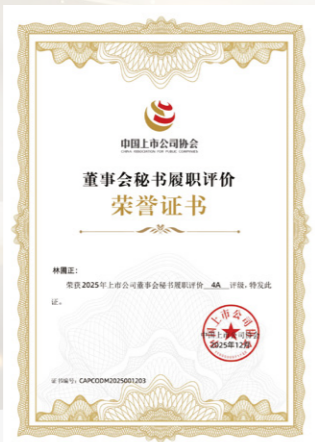 中国上市公司协会
CHINA ASSOCIATION FOR PUBLIC COMPANIES
董事会秘书履职评价
荣誉证书
林圃正：
荣获2025年上市公司董事会秘书履职评价 4A 评级，特发此
证。
中国上市公司协会
2025年12月
证书编号：CAPCODM2025001203